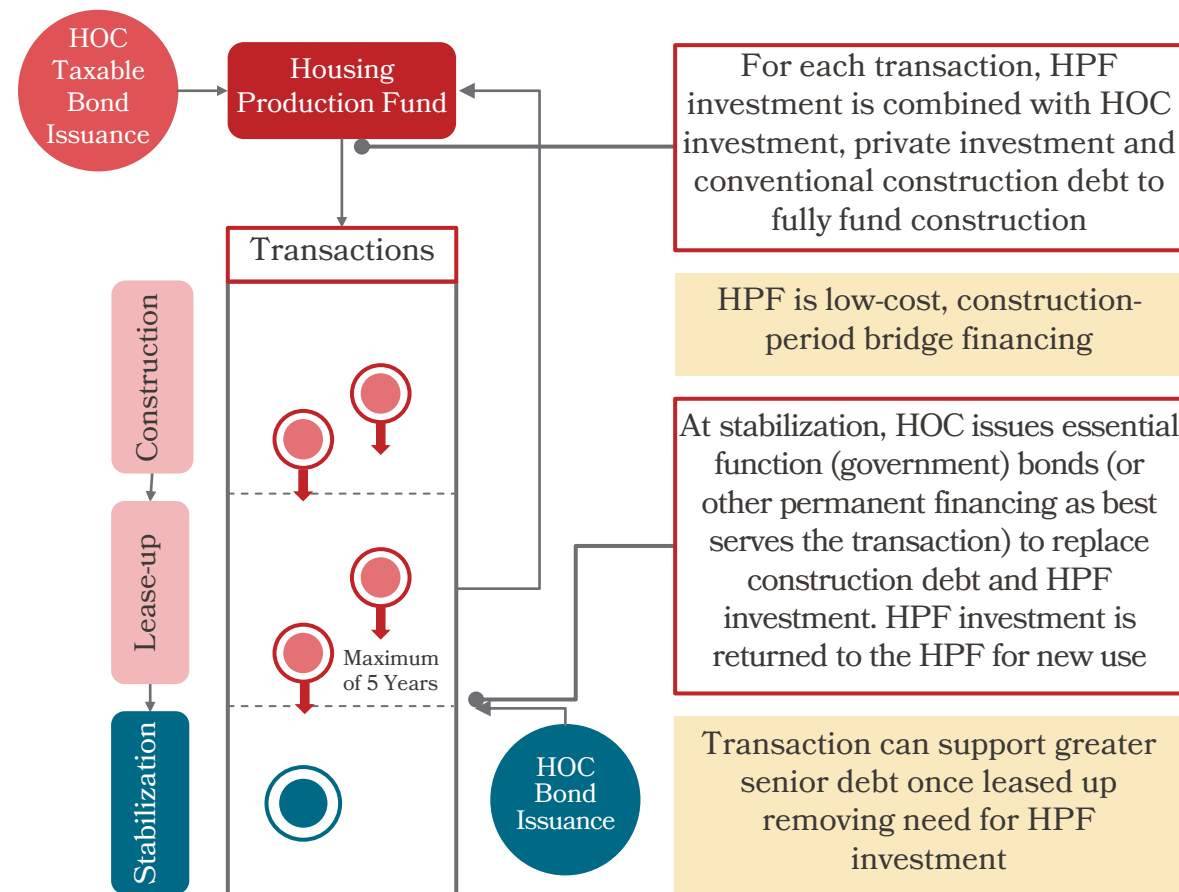 HOC
Taxable
Bond
Issuance
Housing
Production Fund
For each transaction, HPF
investment is combined with HOC
investment, private investment and
conventional construction debt to
fully fund construction
Transactions
HPF is low-cost, construction-
period bridge financing
Construction
At stabilization, HOC issues essential
function (government) bonds (or
other permanent financing as best
serves the transaction) to replace
construction debt and HPF
investment. HPF investment is
returned to the HPF for new use
Lease-up
Maximum
of 5 Years
Stabilization
HOC
Bond
Issuance
Transaction can support greater
senior debt once leased up
removing need for HPF
investment